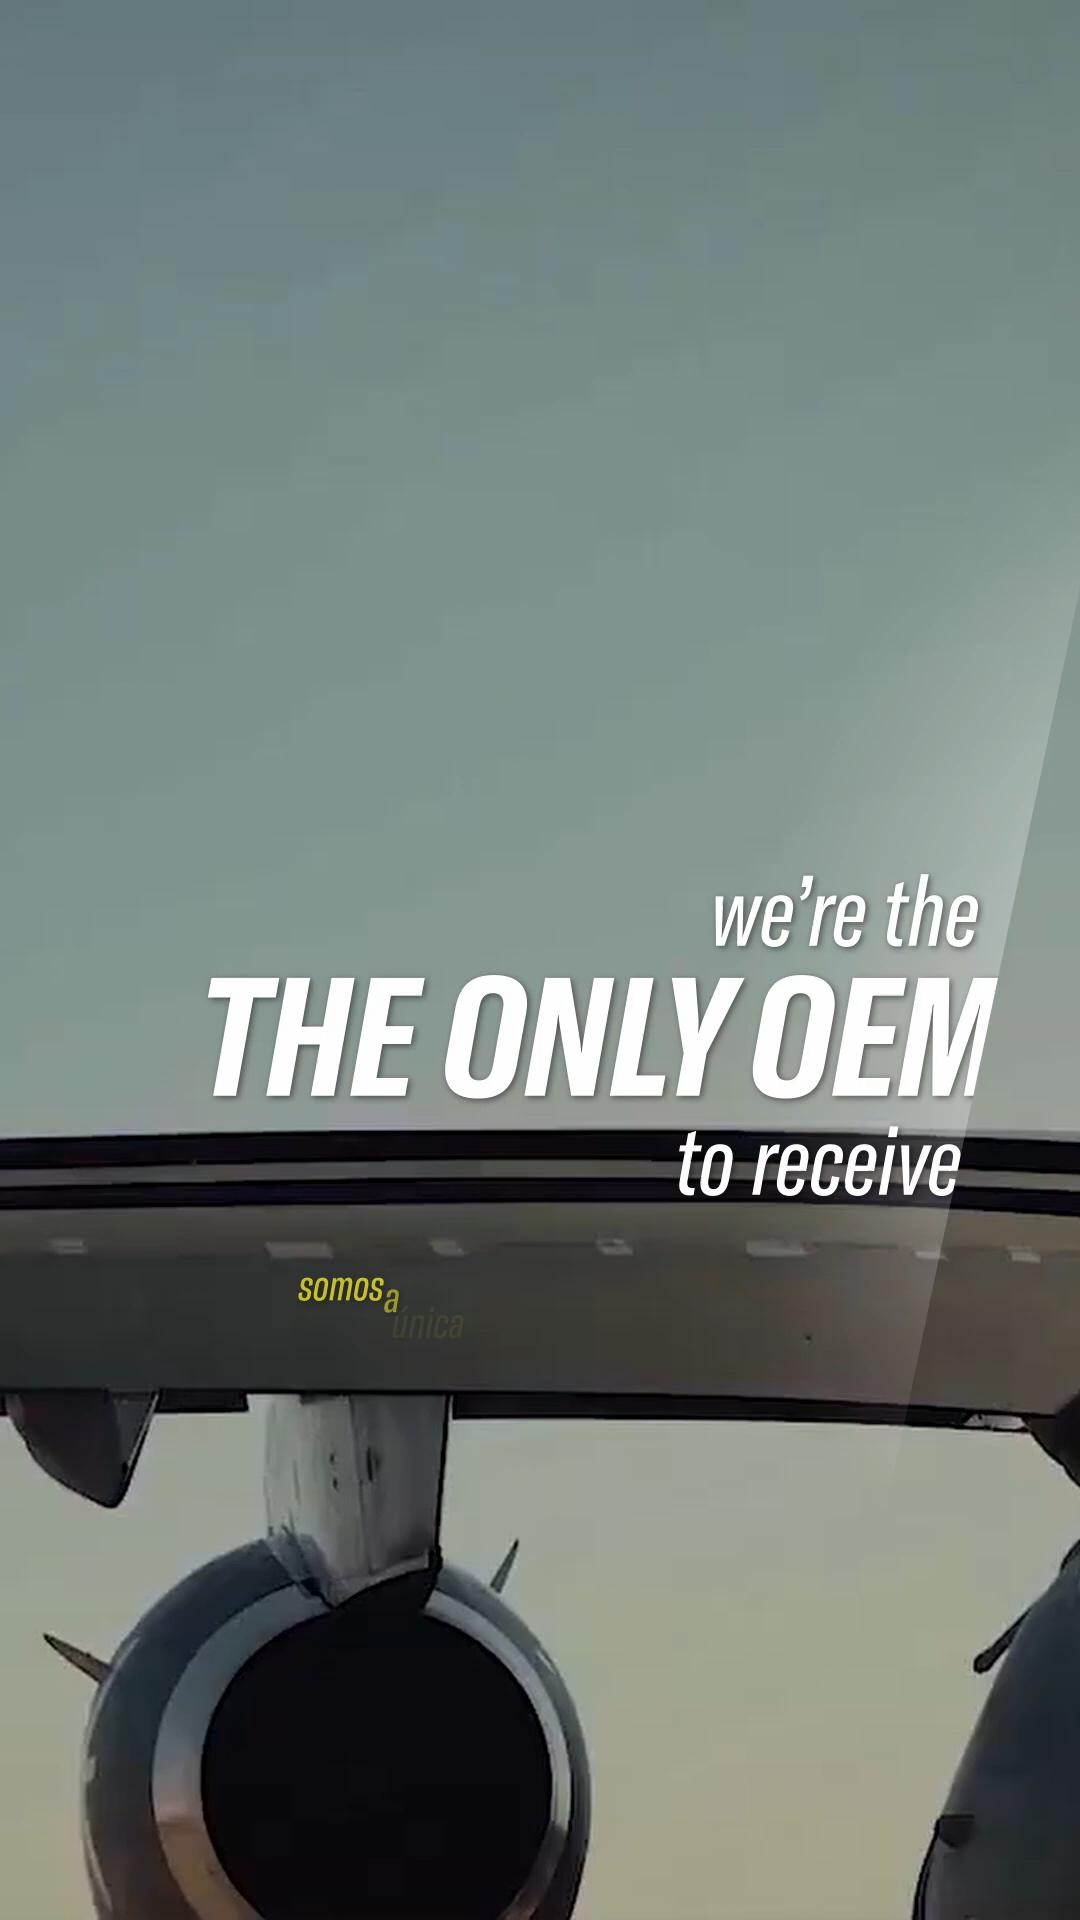 we’re the
THE ONLY OEM
to receive
somos a
única